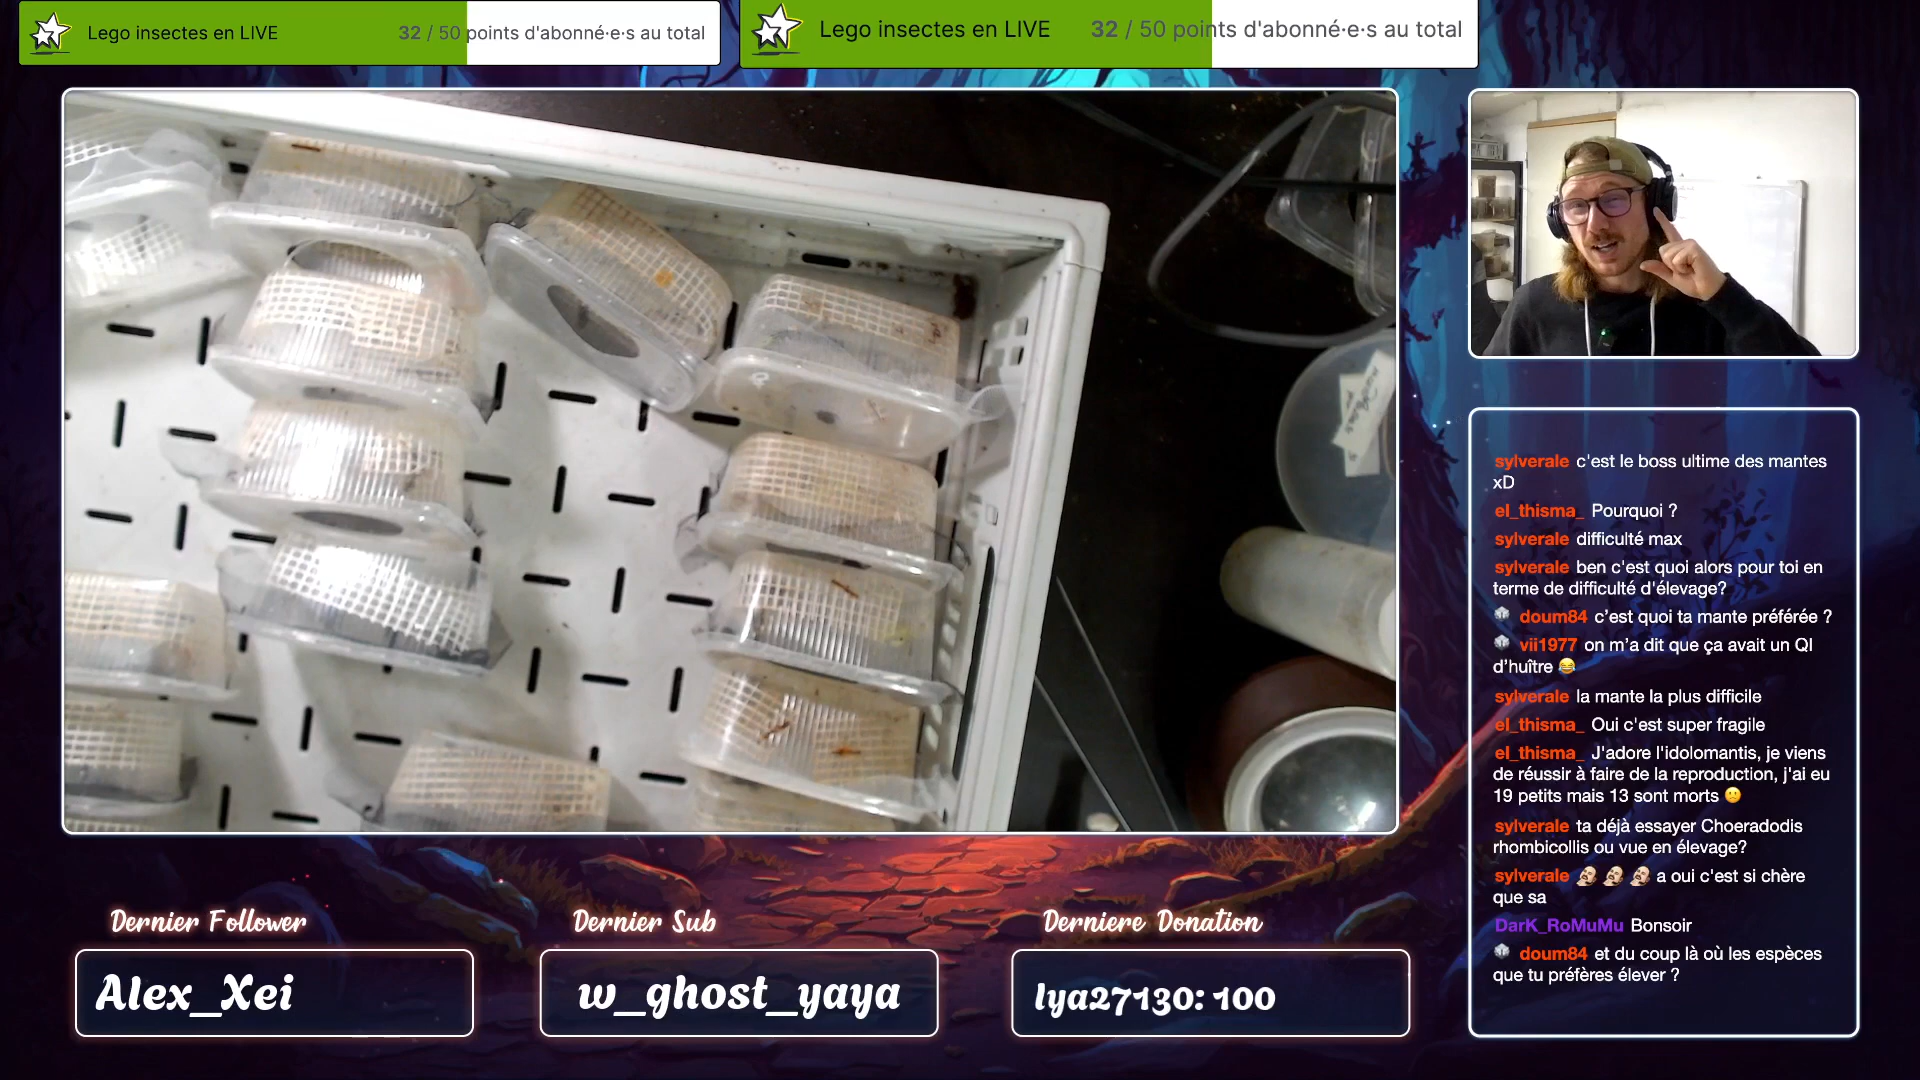 Lego insectes en LIVE
32 / 50 points d'abonné·e·s au total
Lego insectes en LIVE
32 / 50 points d'abonné·e·s au total
sylverale c'est le boss ultime des mantes
xD
el_thisma_ Pourquoi ?
sylverale difficulté max
sylverale ben c'est quoi alors pour toi en
terme de difficulté d'élevage?
doum84 c’est quoi ta mante préférée ?
vii1977 on m’a dit que ça avait un QI
d’huître 😂
sylverale la mante la plus difficile
el_thisma_ Oui c'est super fragile
el_thisma_ J'adore l'idolomantis, je viens
de réussir à faire de la reproduction, j'ai eu
19 petits mais 13 sont morts 🙁
sylverale ta déjà essayer Choeradodis
rhombicollis ou vue en élevage?
sylverale a oui c'est si chère
que sa
DarK_RoMuMu Bonsoir
doum84 et du coup là où les espèces
que tu préfères élever ?
Dernier Follower
Alex_Xei
Dernier Sub
w_ghost_yaya
Derniere Donation
lya27130: 100